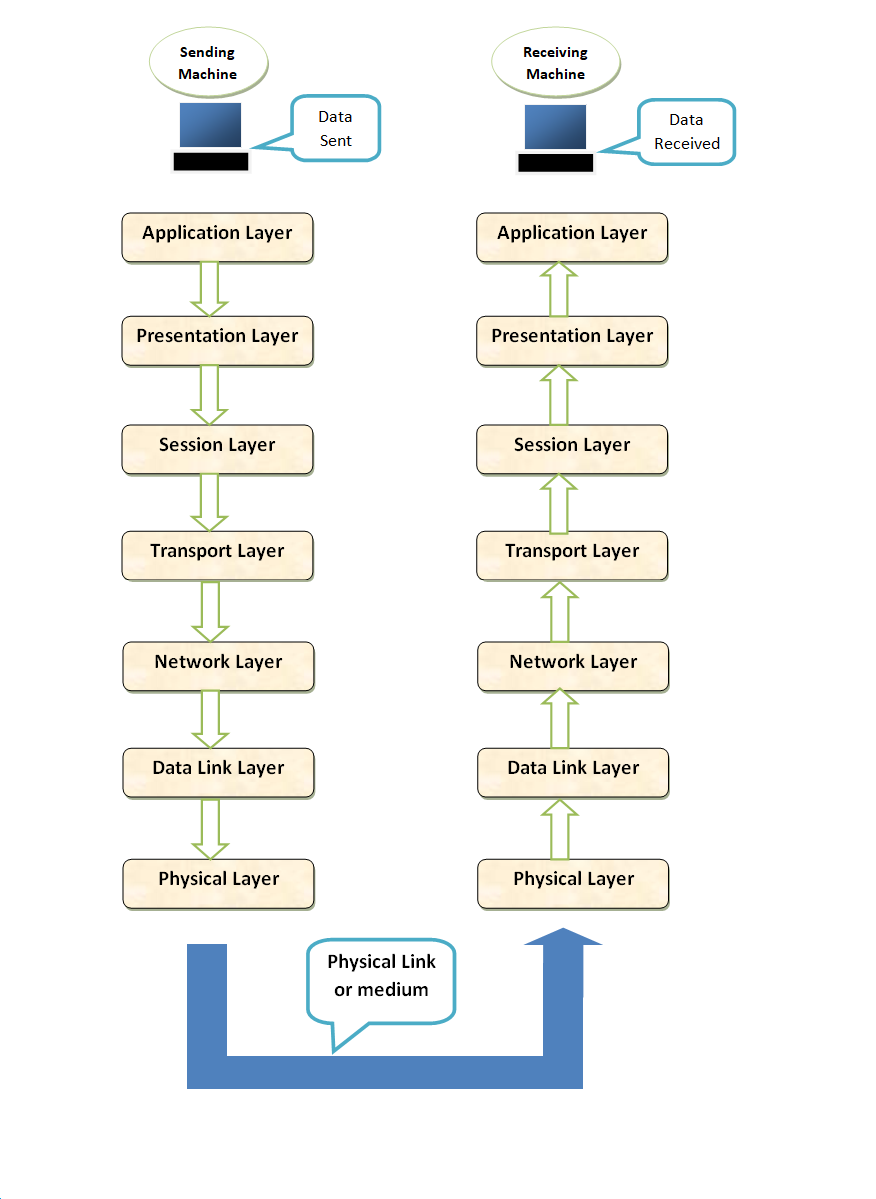 Sending
Machine
Data
Sent
Receiving
Machine
Data
Received
Application Layer
Presentation Layer
Session Layer
Transport Layer
Network Layer
Data Link Layer
Physical Layer
Application Layer
Presentation Layer
Session Layer
Transport Layer
Network Layer
Data Link Layer
Physical Layer
Physical Link
or medium